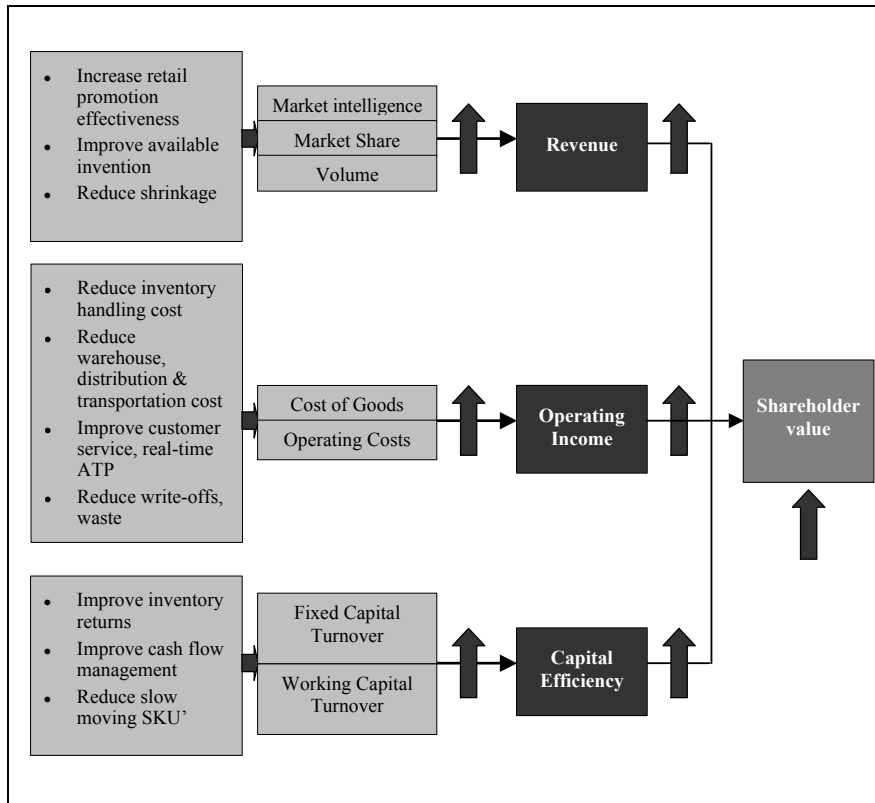 • Increase retail
promotion
effectiveness
• Improve available
invention
• Reduce shrinkage
Market intelligence
Market Share
Volume
Revenue
• Reduce inventory
handling cost
• Reduce
warehouse,
distribution &
transportation cost
• Improve customer
service, real-time
ATP
• Reduce write-offs,
waste
Cost of Goods
Operating Costs
Operating
Income
Shareholder
value
• Improve inventory
returns
• Improve cash flow
management
• Reduce slow
moving SKU’
Fixed Capital
Turnover
Working Capital
Turnover
Capital
Efficiency